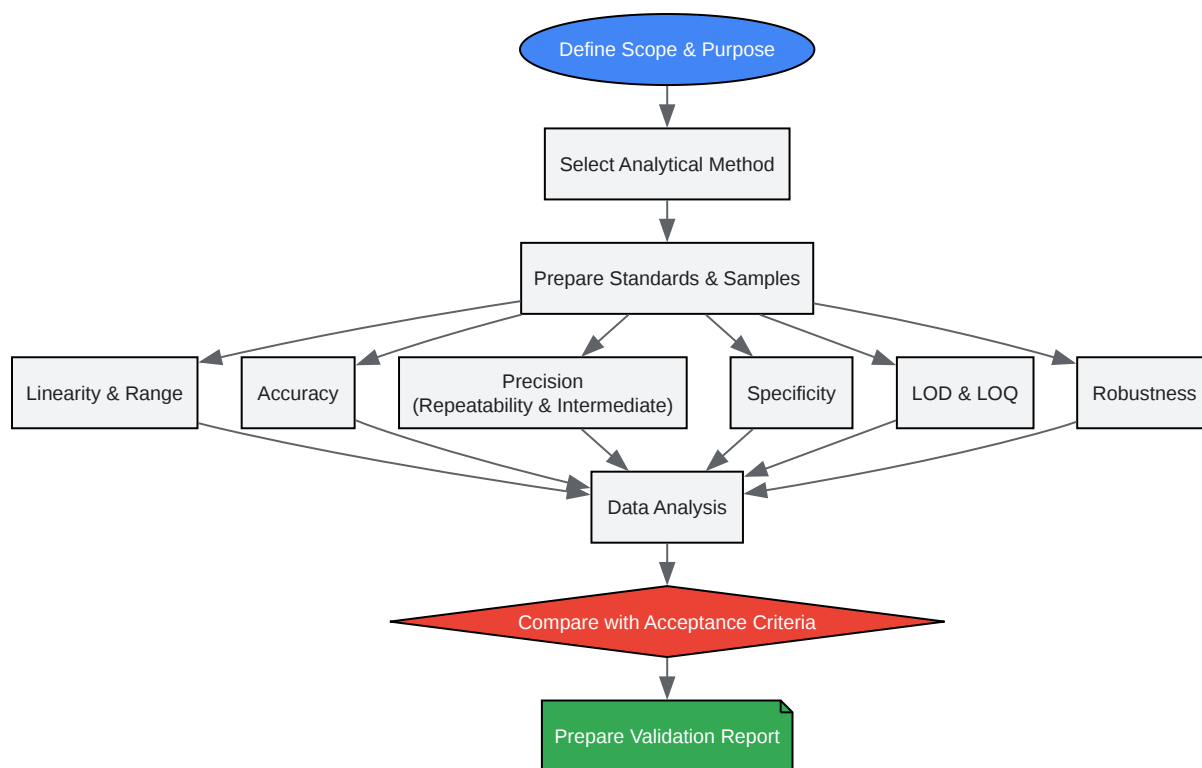 Define Scope & Purpose
Select Analytical Method
Prepare Standards & Samples
Linearity & Range
Accuracy
Precision
(Repeatability & Intermediate)
Specificity
LOD & LOQ
Robustness
Data Analysis
Compare with Acceptance Criteria
Prepare Validation Report